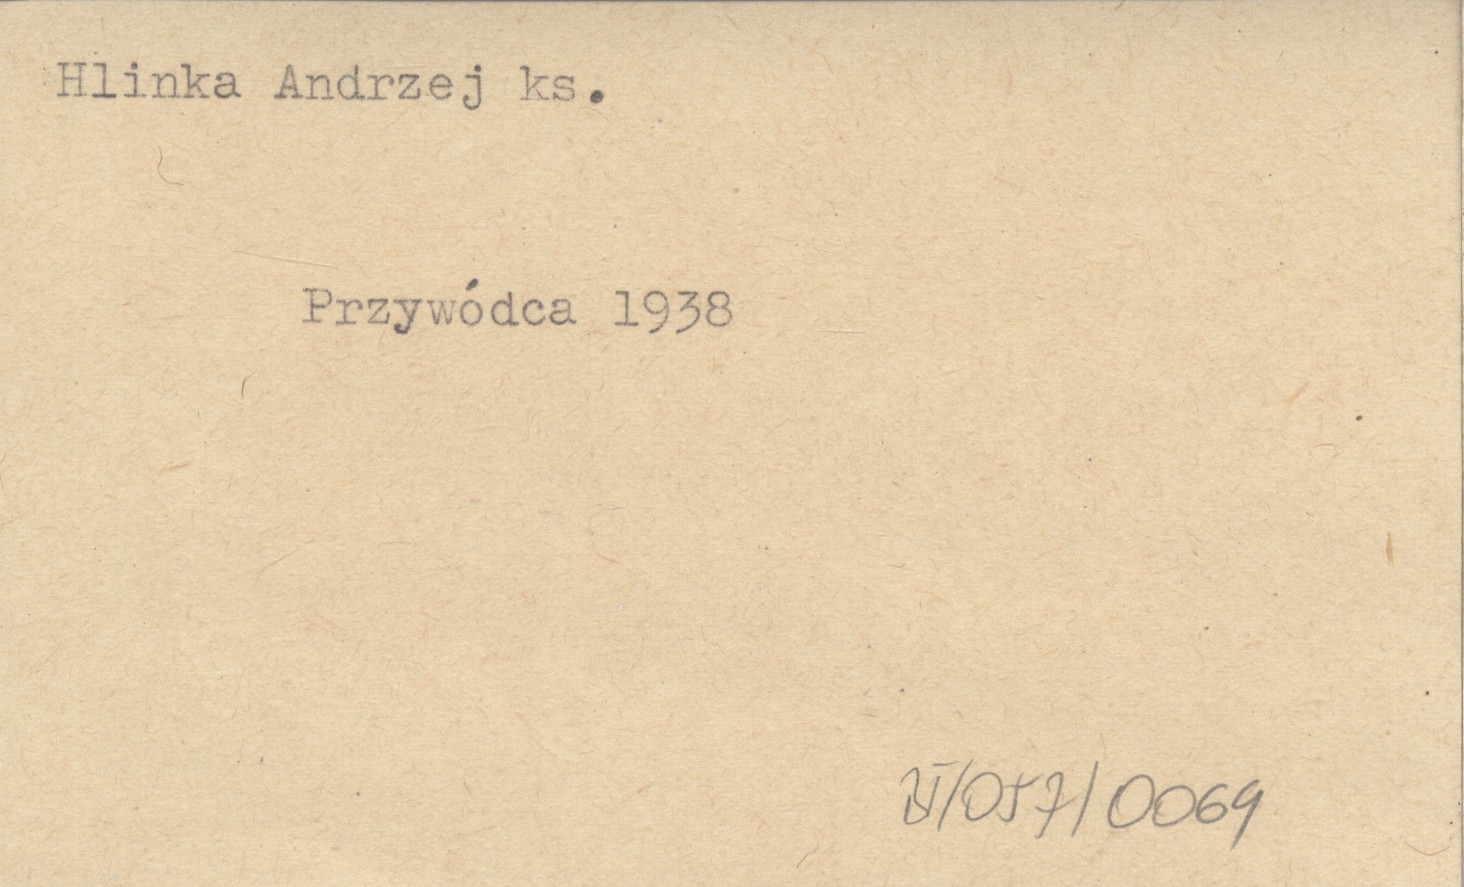 Hlinka Andrzej ks.
Przywódca 1938
/057/0069